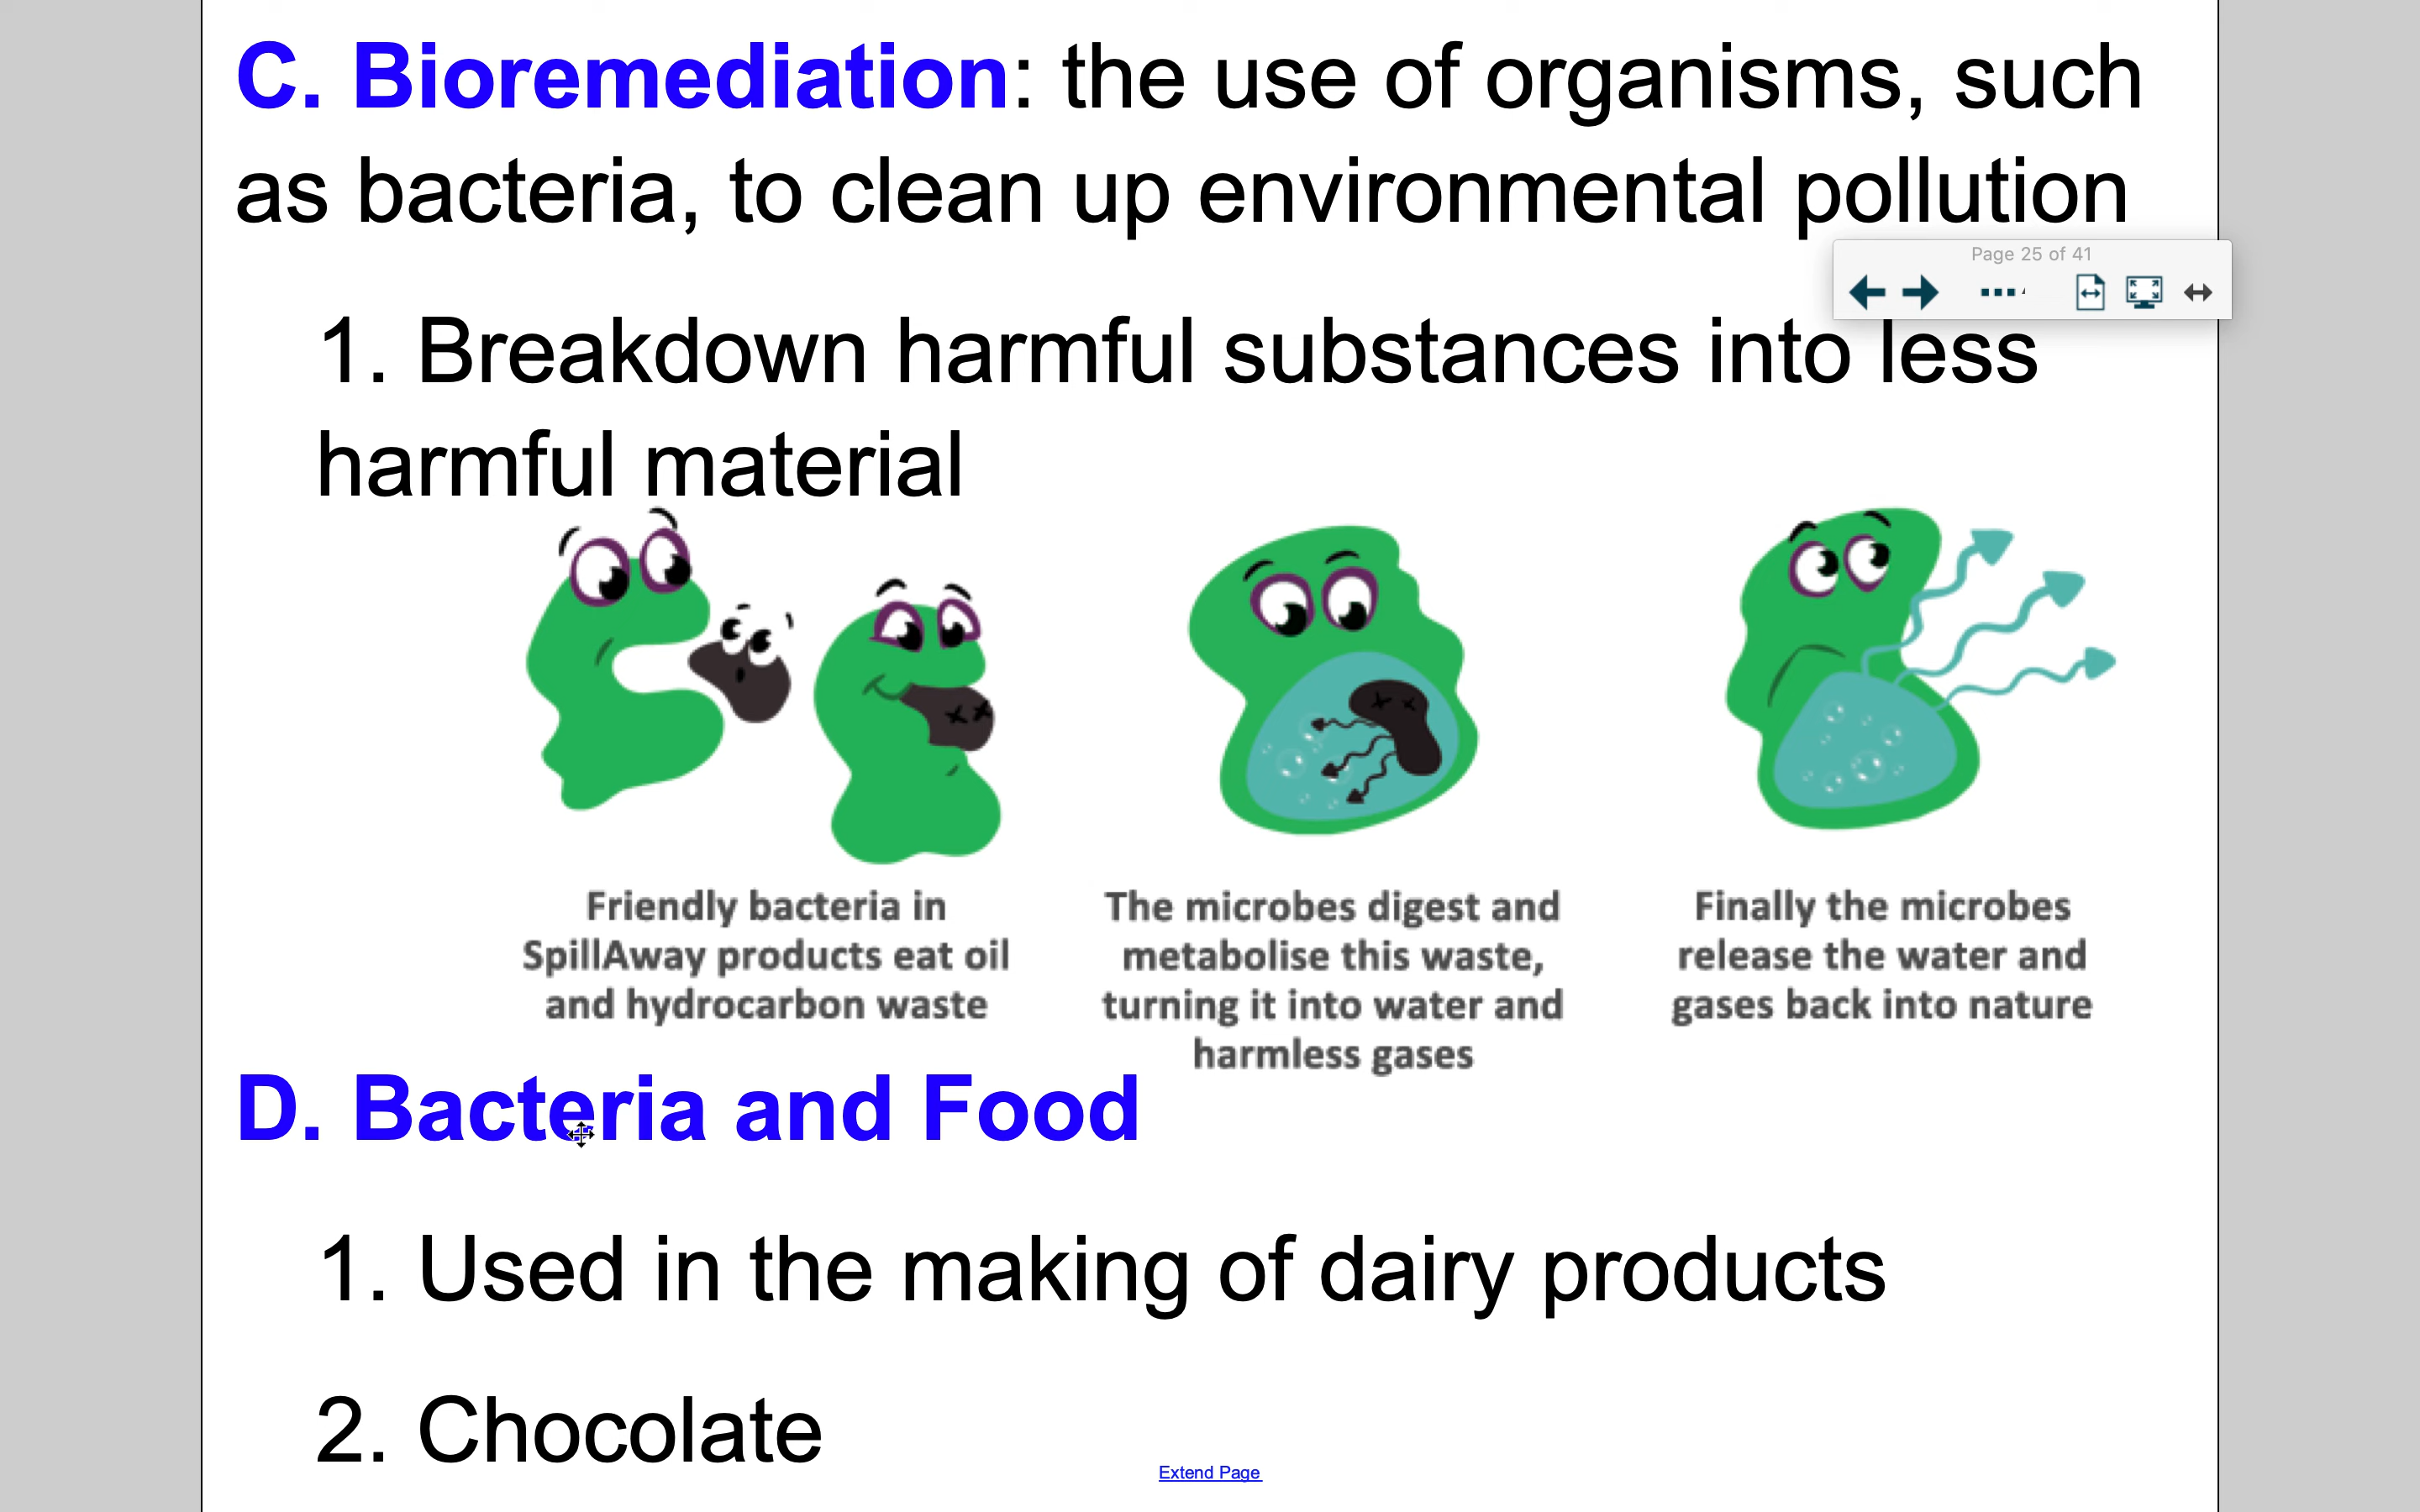 C. Bioremediation: the use of organisms, such
as bacteria, to clean up environmental pollution
Page 25 of 41
1. Breakdown harmful substances into less
harmful material
Friendly bacteria in
SpillAway products eat oil
and hydrocarbon waste
The microbes digest and
metabolise this waste,
turning it into water and
harmless gases
Finally the microbes
release the water and
gases back into nature
D. Bacteria and Food
1. Used in the making of dairy products
2. Chocolate
Extend Page